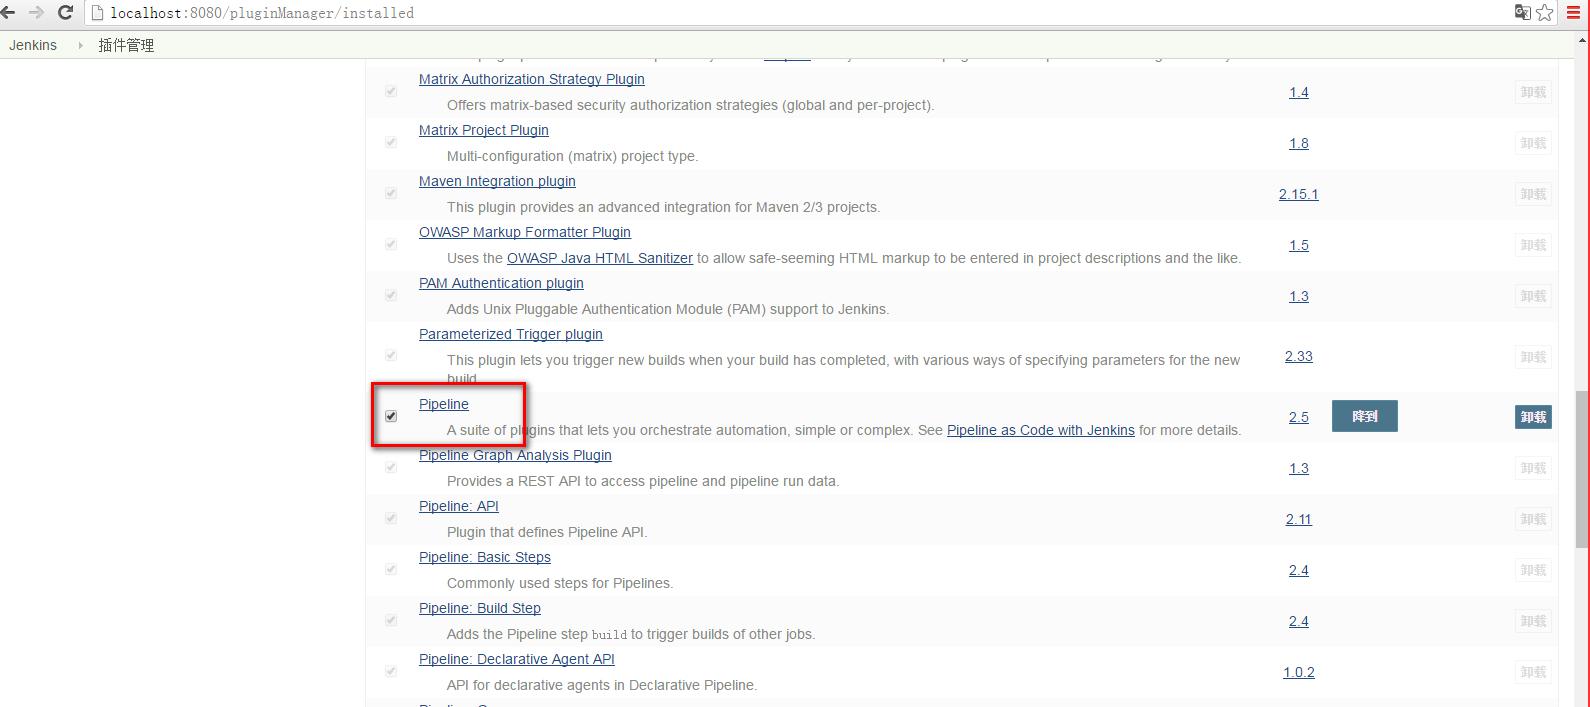 localhost:8080/pluginManager/installed
Jenkins 插件管理
Matrix Authorization Strategy Plugin
Offers matrix-based security authorization strategies (global and per-project).
1.4 卸载
Matrix Project Plugin
Multi-configuration (matrix) project type.
1.8 卸载
Maven Integration plugin
This plugin provides an advanced integration for Maven 2/3 projects.
2.15.1 卸载
OWASP Markup Formatter Plugin
Uses the OWASP Java HTML Sanitizer to allow safe-seeming HTML markup to be entered in project descriptions and the like.
1.5 卸载
PAM Authentication plugin
Adds Unix Pluggable Authentication Module (PAM) support to Jenkins.
1.3 卸载
Parameterized Trigger plugin
This plugin lets you trigger new builds when your build has completed, with various ways of specifying parameters for the new
build.
2.33 卸载
Pipeline
A suite of plugins that lets you orchestrate automation, simple or complex. See Pipeline as Code with Jenkins for more details.
2.5 降到 卸载
Pipeline Graph Analysis Plugin
Provides a REST API to access pipeline and pipeline run data.
1.3 卸载
Pipeline: API
Plugin that defines Pipeline API.
2.11 卸载
Pipeline: Basic Steps
Commonly used steps for Pipelines.
2.4 卸载
Pipeline: Build Step
Adds the Pipeline step build to trigger builds of other jobs.
2.4 卸载
Pipeline: Declarative Agent API
API for declarative agents in Declarative Pipeline.
1.0.2 卸载